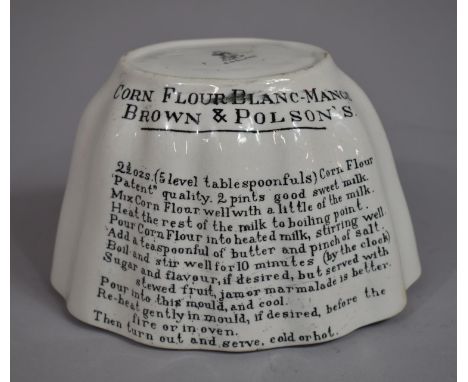 CORN FLOUR BLANC-MANGE
BROWN & POLSON'S.
2½ozs. (5 level tablespoonfuls) Corn Flour
"Patent" quality. 2 pints good sweet milk.
Mix Corn Flour well with a little of the milk.
Heat the rest of the milk to boiling point.
Pour Corn Flour into heated milk, stirring well.
Add a teaspoonful of butter and pinch of salt.
Boil and stir well for 10 minutes (by the clock)
Sugar and flavour, if desired, but served with
stewed fruit, jam or marmalade is better.
Pour into this mould, and cool.
Re-heat gently in mould, if desired, before the
fire or in oven.
Then turn out and serve, cold or hot.